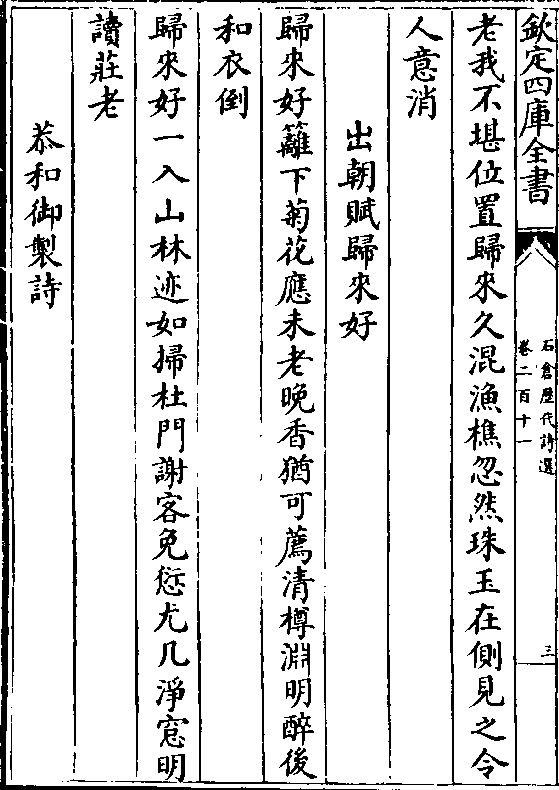 欽定四庫全書
石倉歷代詩選
卷二百十一
三
老我不堪位置歸來久混漁樵忽然珠玉在側見之令
人意消
出朝賦歸來好
歸來好籬下菊花應未老晚香猶可薦清樽淵明醉後
和衣倒
歸來好一入山林迹如掃杜門謝客免愆尤几淨窓明
讀莊老
恭和御製詩